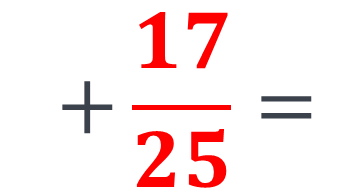 + 17/25 =